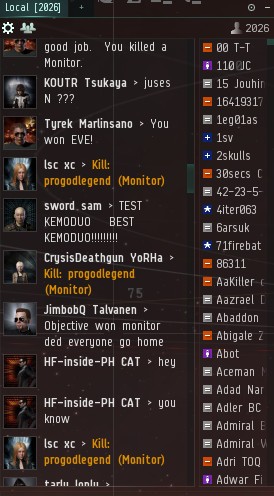 Local [2026]
+
2026
good job. You killed a
Monitor.
KOUTR Tsukaya > juses
N ???
Tyrek Marlinsano > You
won EVE!
lsc xc > Kill:
progodlegend (Monitor)
sword sam > TEST
KEMODUO BEST
KEMODUO!!!!!!!!!
CrysisDeathgun YoRHa >
Kill: progodlegend
(Monitor)
75
JimbobQ Talvanen >
Objective won monitor
ded everyone go home
HF-inside-PH CAT > hey
HF-inside-PH CAT > you
know
lsc xc > Kill:
progodlegend (Monitor)
00 T-T
15 Jouhin
16419317
1eg01as
1sv
2skulls
30secs C
42-23-5-
4iter063
6arsuk
71firebat
86311
AaKiller
Aazrael D
Abaddon
Abigale Z
Abot
Aceman M
Adad Nar
Adler BC
Admiral E
Admiral V
Adri TOQ
Adwar Fi